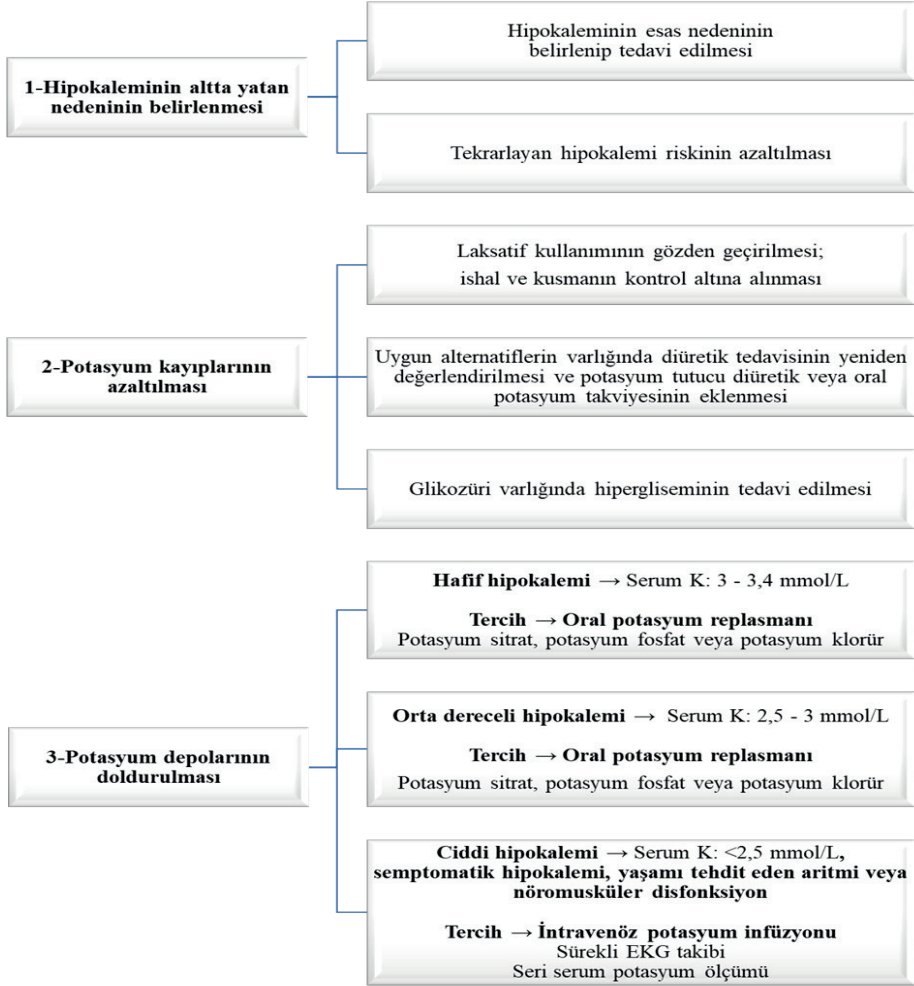 1-Hipokaleminin altta yatan
nedeninin belirlenmesi
Hipokaleminin esas nedeninin
belirlenip tedavi edilmesi
Tekrarlayan hipokalemi riskinin azaltılması
2-Potasyum kayıplarının
azaltılması
Laksatif kullanımının gözden geçirilmesi;
ishal ve kusmanın kontrol altına alınması
Uygun alternatiflerin varlığında diüretik tedavisinin yeniden
değerlendirilmesi ve potasyum tutucu diüretik veya oral
potasyum takviyesinin eklenmesi
Glikozüri varlığında hipergliseminin tedavi edilmesi
3-Potasyum depolarının
doldurulması
Hafif hipokalemi → Serum K: 3 - 3,4 mmol/L
Tercih → Oral potasyum replasmanı
Potasyum sitrat, potasyum fosfat veya potasyum klorür
Orta dereceli hipokalemi → Serum K: 2,5 - 3 mmol/L
Tercih → Oral potasyum replasmanı
Potasyum sitrat, potasyum fosfat veya potasyum klorür
Ciddi hipokalemi → Serum K: <2,5 mmol/L,
semptomatik hipokalemi, yaşamı tehdit eden aritmi veya
nöromusküler disfonksiyon
Tercih → İntravenöz potasyum infüzyonu
Sürekli EKG takibi
Seri serum potasyum ölçümü